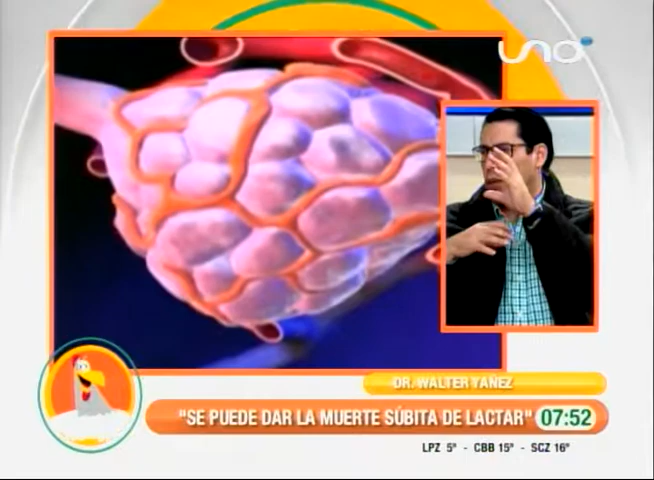 uno
DR. WALTER YAÑEZ
"SE PUEDE DAR LA MUERTE SÚBITA DE LACTAR" 07:52
LPZ 5° - CBB 15° - SCZ 16°